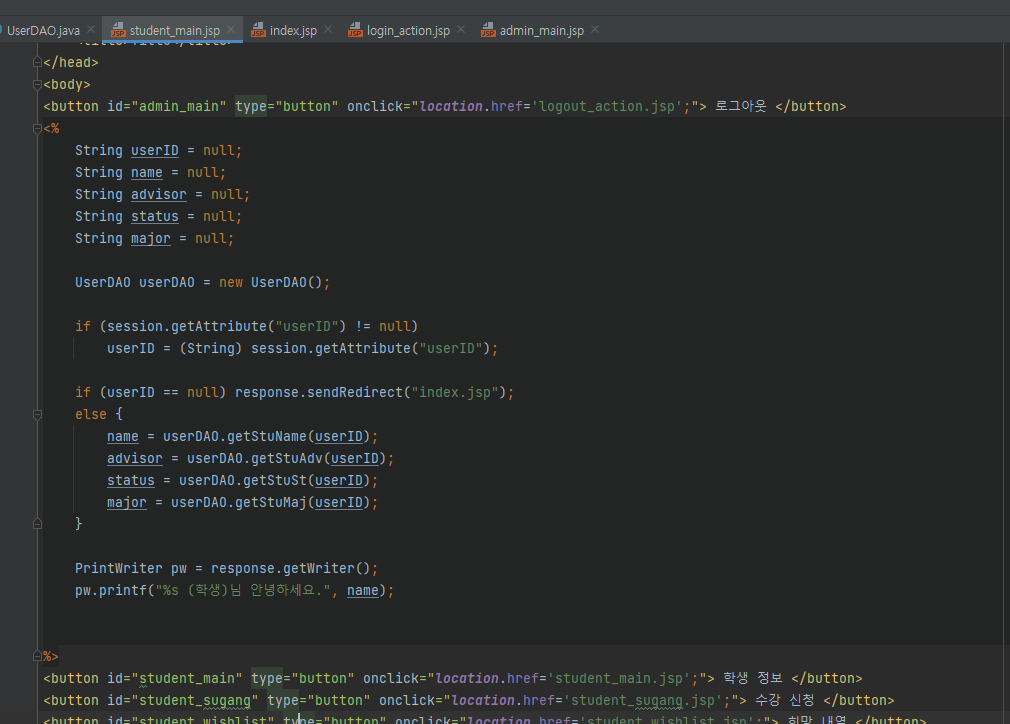 UserDAO.java student_main.jsp index.jsp login_action.jsp admin_main.jsp
</head>
<body>
<button id="admin_main" type="button" onclick="location.href='logout_action.jsp';"> 로그아웃 </button>
<%
String userID = null;
String name = null;
String advisor = null;
String status = null;
String major = null;
UserDAO userDAO = new UserDAO();
if (session.getAttribute("userID") != null)
userID = (String) session.getAttribute("userID");
if (userID == null) response.sendRedirect("index.jsp");
else {
name = userDAO.getStuName(userID);
advisor = userDAO.getStuAdv(userID);
status = userDAO.getStuSt(userID);
major = userDAO.getStuMaj(userID);
}
PrintWriter pw = response.getWriter();
pw.printf("%s (학생)님 안녕하세요.", name);
%>
<button id="student_main" type="button" onclick="location.href='student_main.jsp';"> 학생 정보 </button>
<button id="student_sugang" type="button" onclick="location.href='student_sugang.jsp';"> 수강 신청 </button>
<button id="student_wishlist" type="button" onclick="location.href='student_wishlist.jsp';"> 희망 내역 </button>